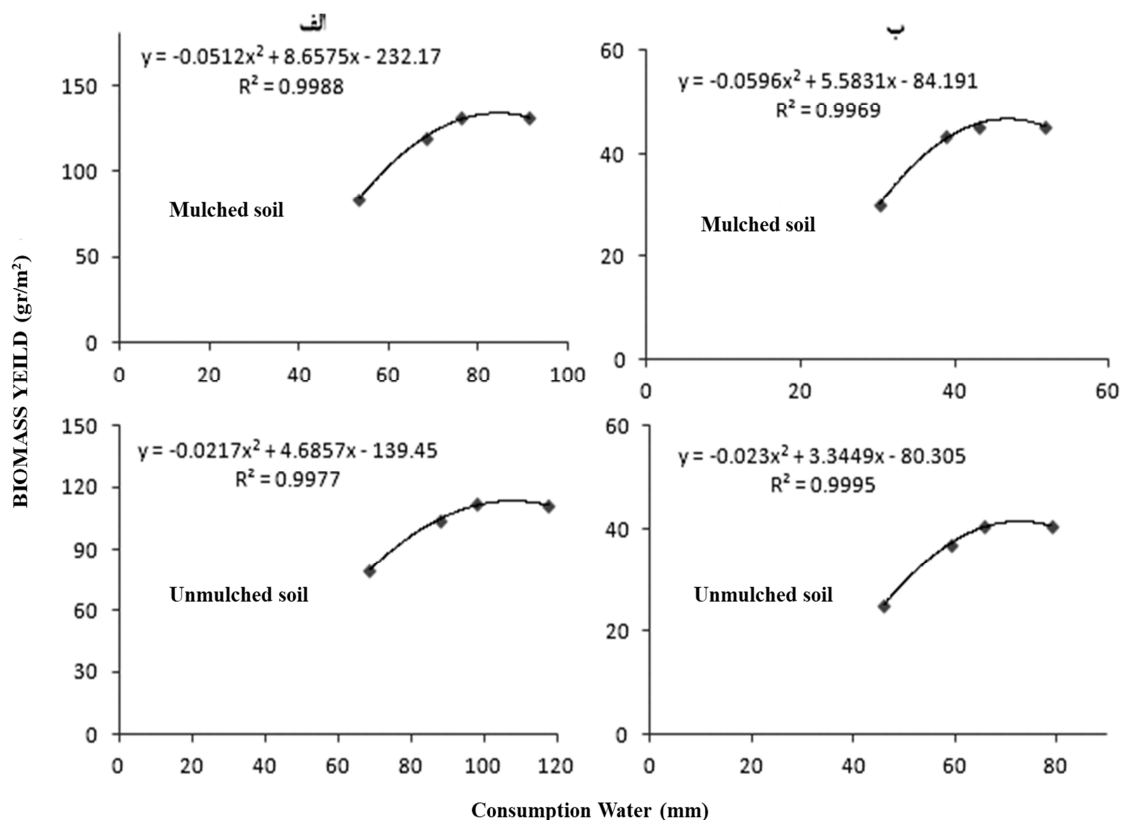 الف
y = -0.0512x² + 8.6575x - 232.17
R² = 0.9988
150
100
50
0
Mulched soil
0 20 40 60 80 100
ب
60
40
20
0
y = -0.0596x² + 5.5831x - 84.191
R² = 0.9969
Mulched soil
0 20 40 60
BIOMASS YEILD (gr/m²)
150
120
90
60
30
0
y = -0.0217x² + 4.6857x - 139.45
R² = 0.9977
Unmulched soil
0 20 40 60 80 100 120
60
40
20
0
y = -0.023x² + 3.3449x - 80.305
R² = 0.9995
Unmulched soil
0 20 40 60 80
Consumption Water (mm)